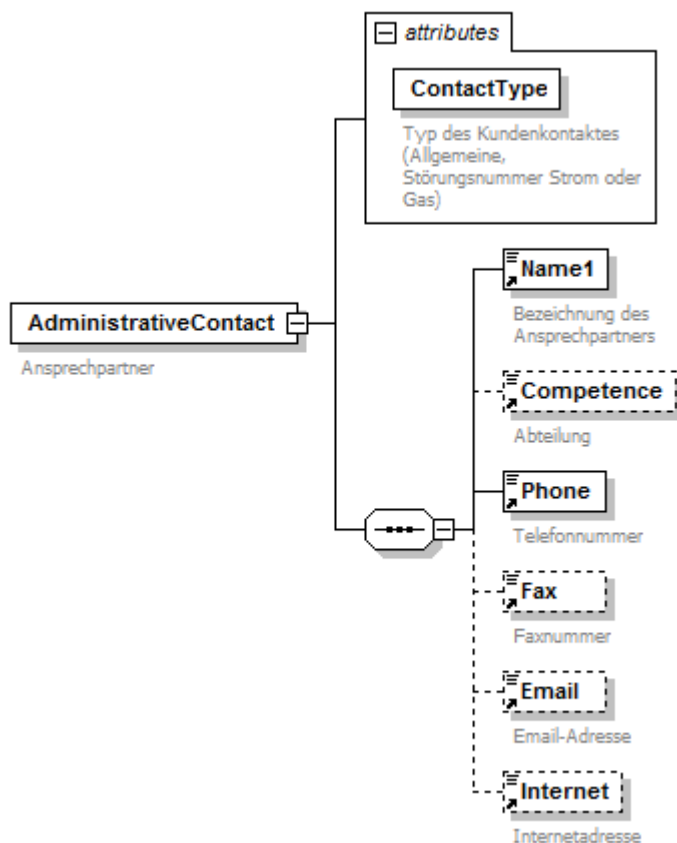 attributes
ContactType
Typ des Kundenkontaktes
(Allgemeine,
Störungsnummer Strom oder
Gas)
AdministrativeContact
Ansprechpartner
Name1
Bezeichnung des
Ansprechpartners
Competence
Abteilung
Phone
Telefonnummer
Fax
Faxnummer
Email
Email-Adresse
Internet
Internetadresse